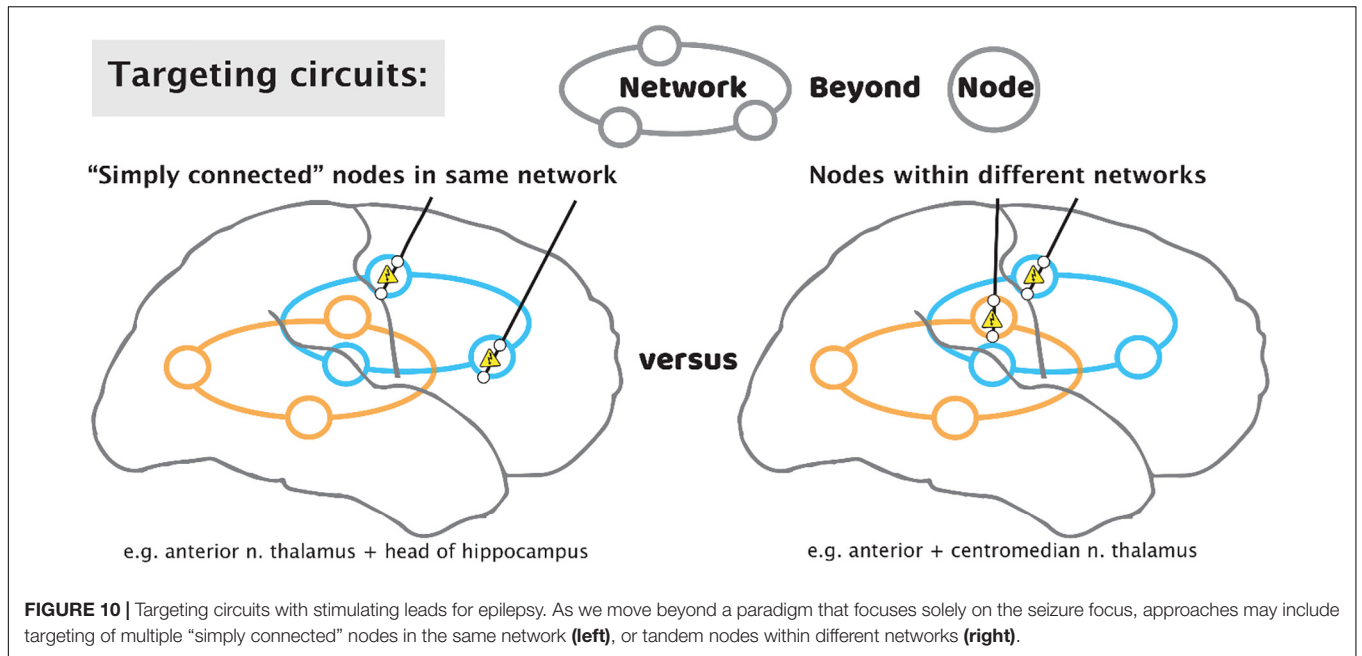 Targeting circuits:
Network Beyond Node
“Simply connected” nodes in same network
Nodes within different networks
versus
e.g. anterior n. thalamus + head of hippocampus
e.g. anterior + centromedian n. thalamus
FIGURE 10 | Targeting circuits with stimulating leads for epilepsy. As we move beyond a paradigm that focuses solely on the seizure focus, approaches may include
targeting of multiple “simply connected” nodes in the same network (left), or tandem nodes within different networks (right).